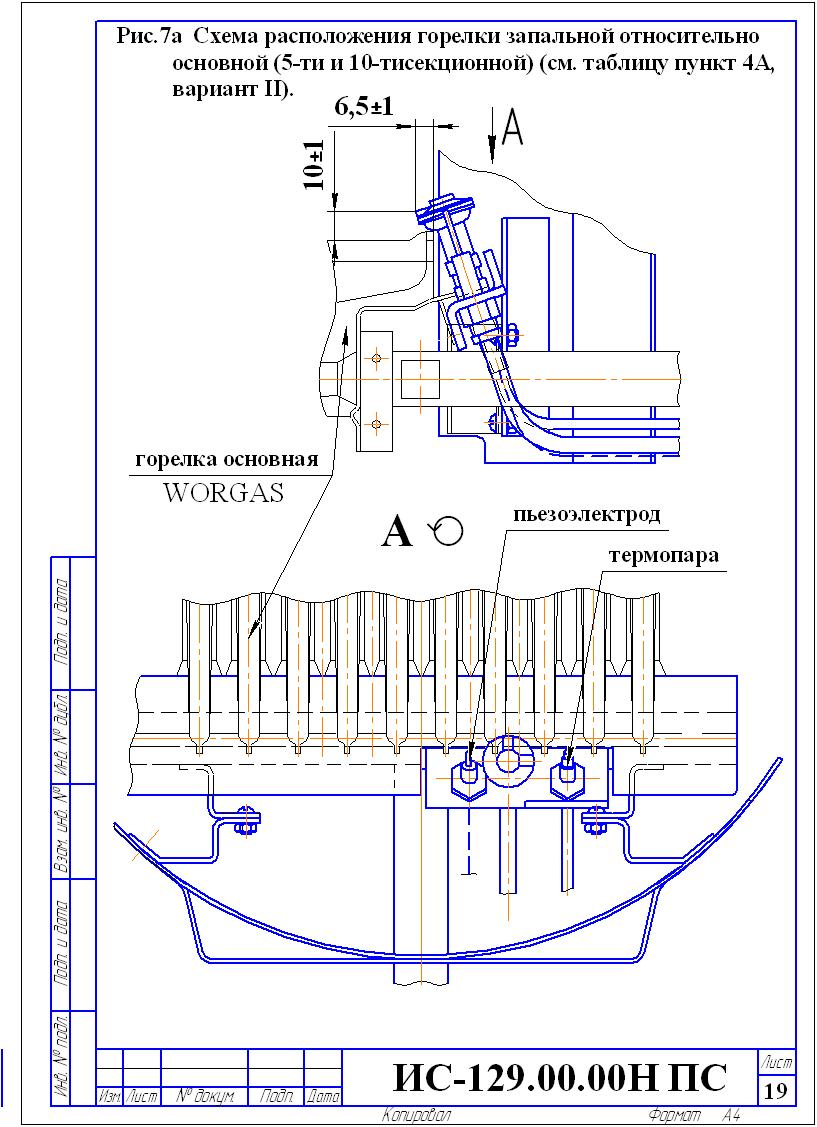 Рис.7а Схема расположения горелки запальной относительно
основной (5-ти и 10-тисекционной) (см. таблицу пункт 4А,
вариант II).
6,5±1
А
10±1
горелка основная
WORGAS
А
пьезоэлектрод
термопара
Подп. и дата
Инв. № дубл.
Взам. инв. №
Подп. и дата
Инв. № подл.
Изм. Лист № докум. Подп. Дата
ИС-129.00.00Н ПС
Лист
19
Копировал Формат А4